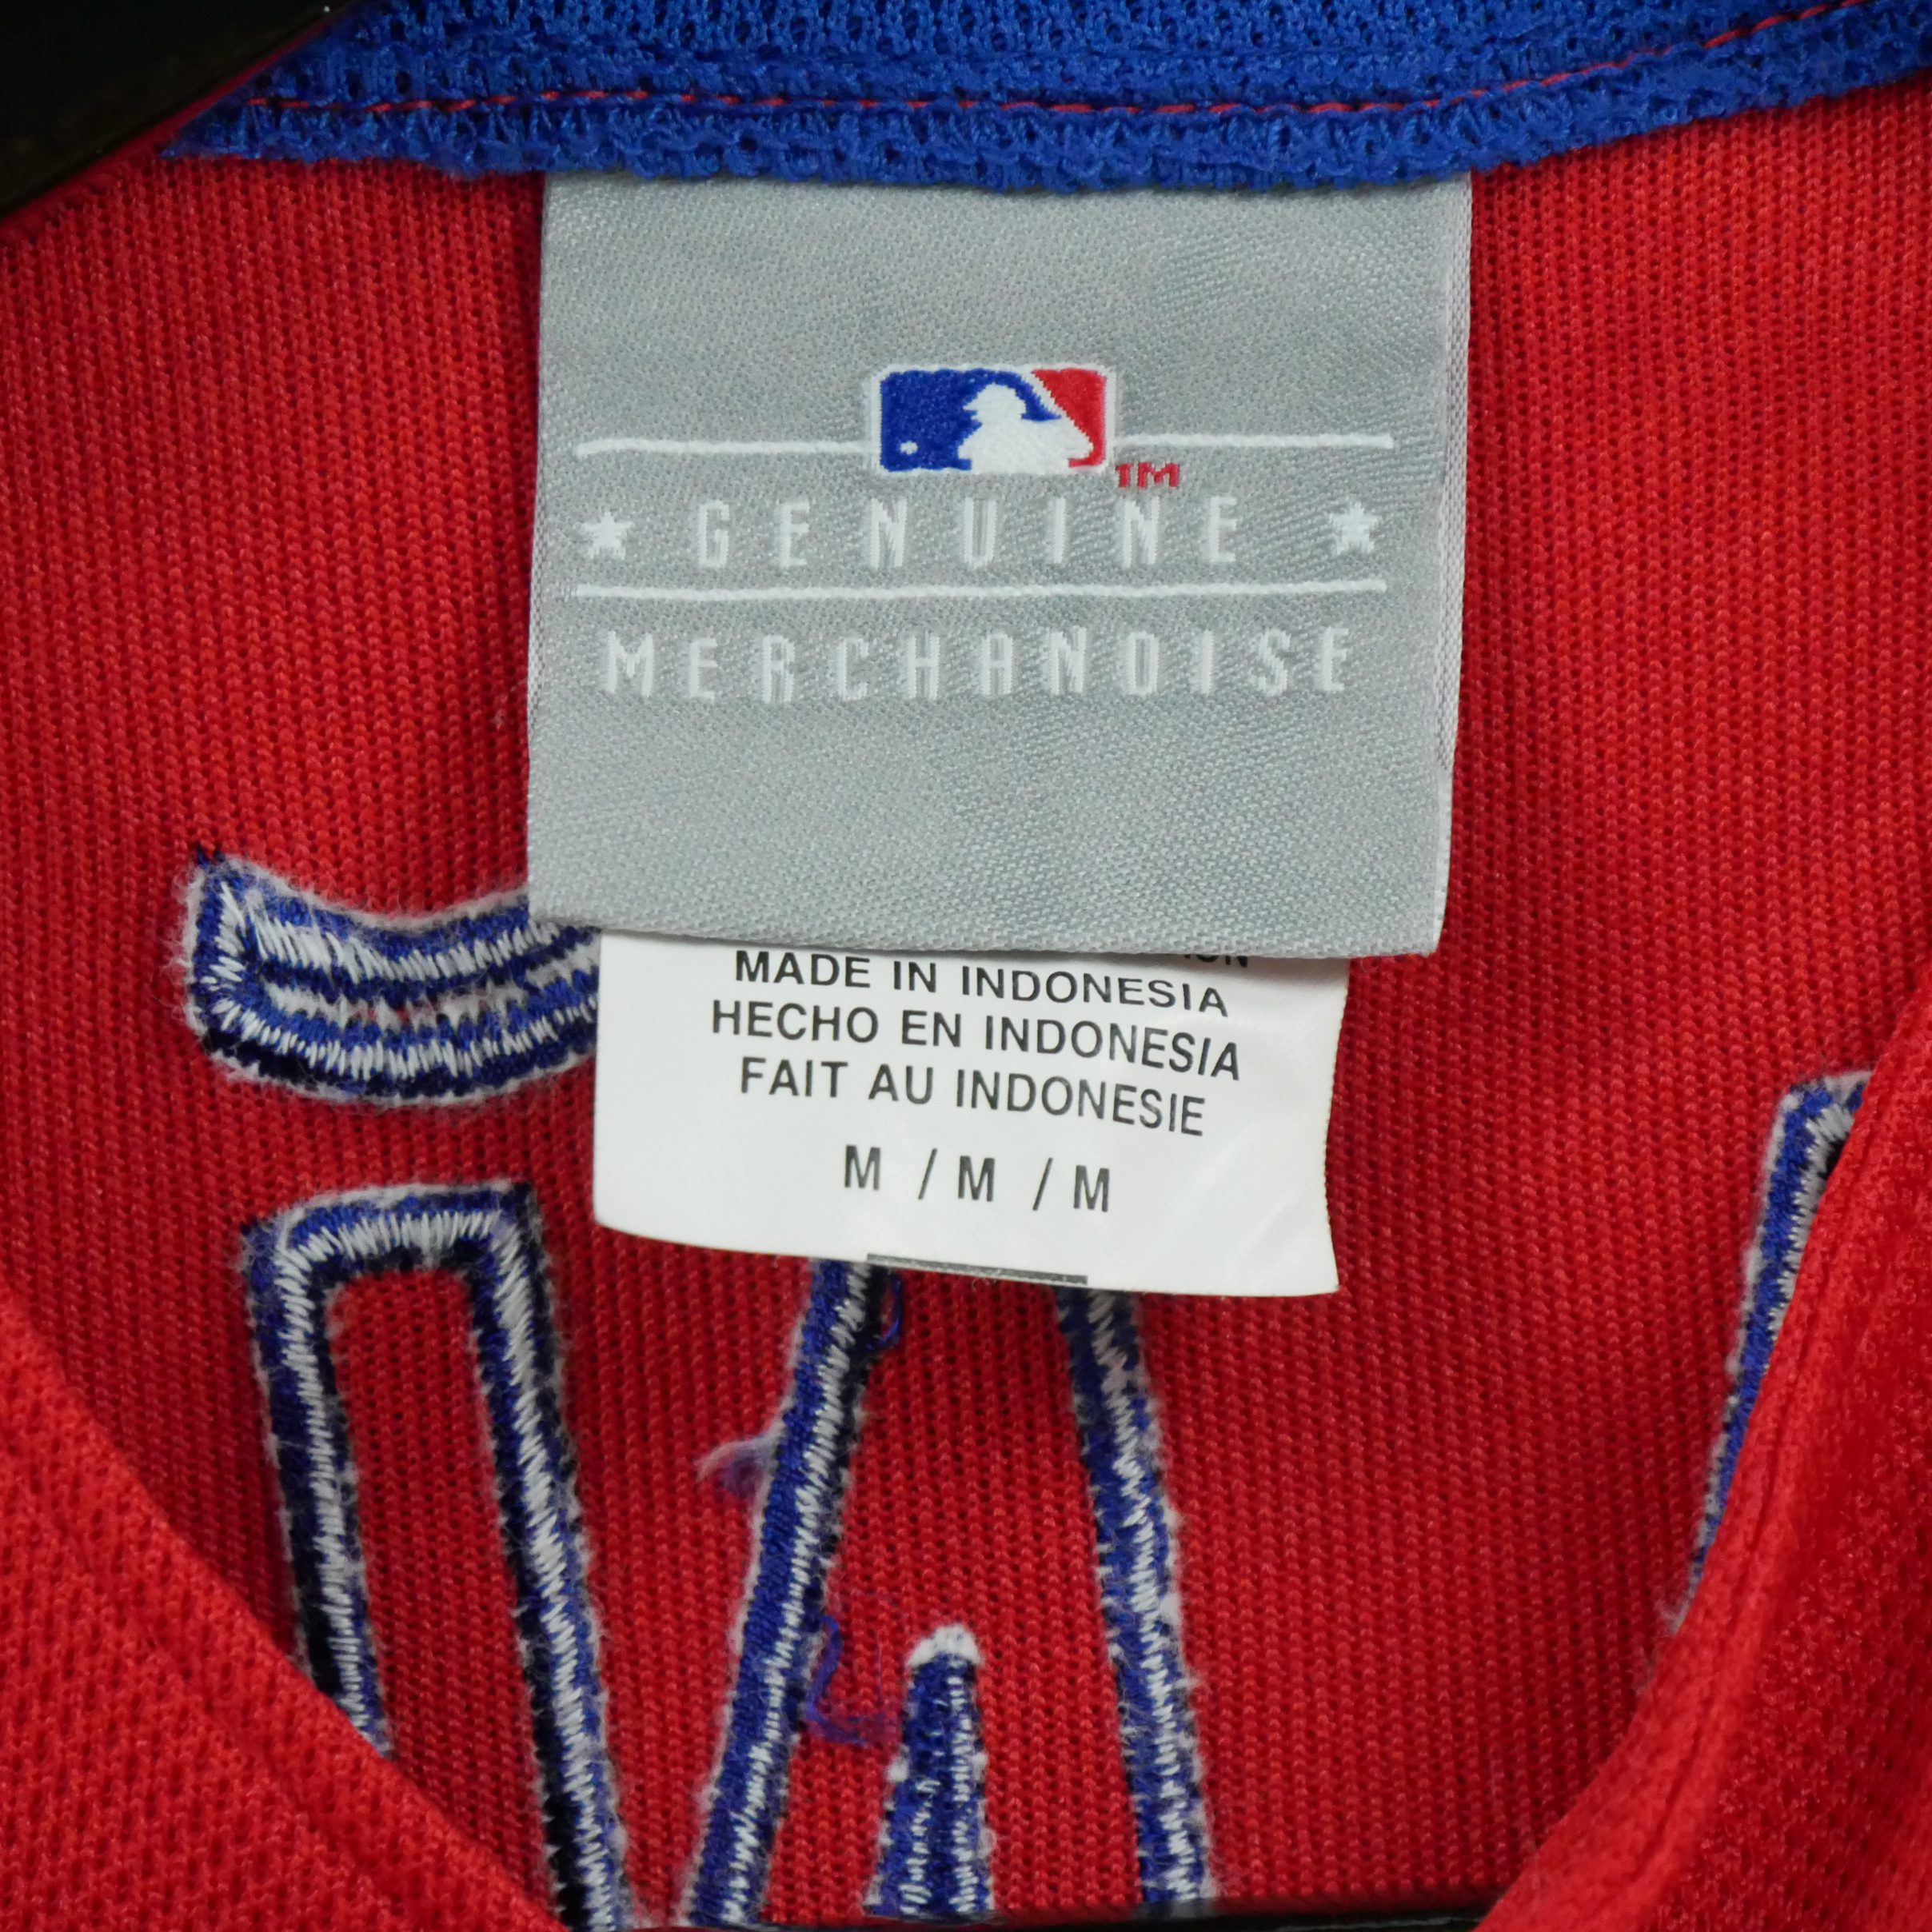 TM
★ GENUINE ★
MERCHANDISE
MADE IN INDONESIA
HECHO EN INDONESIA
FAIT AU INDONESIE
M / M / M